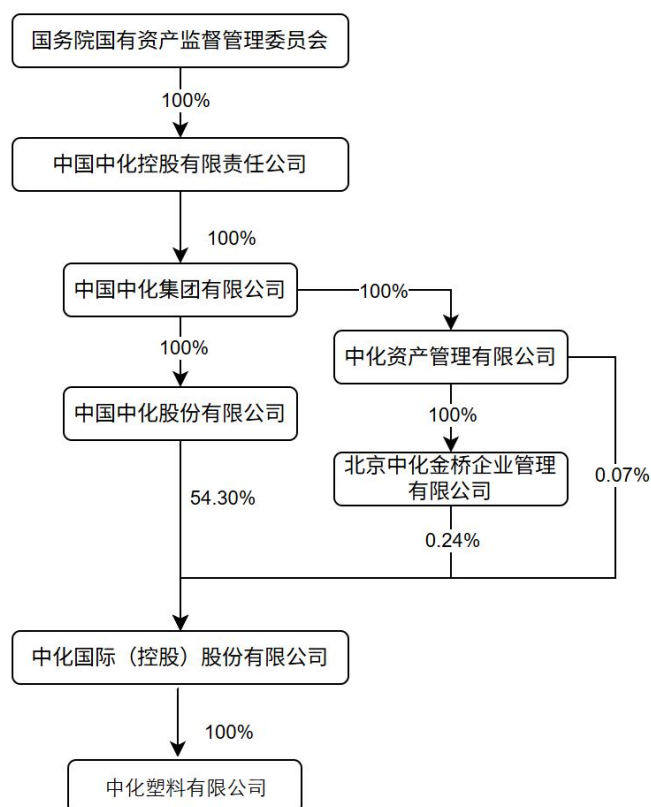 国务院国有资产监督管理委员会
100%
中国中化控股有限责任公司
100%
中国中化集团有限公司
100%
100%
中化资产管理有限公司
中国中化股份有限公司
100%
北京中化金桥企业管理
有限公司
0.07%
54.30%
0.24%
中化国际（控股）股份有限公司
100%
中化塑料有限公司